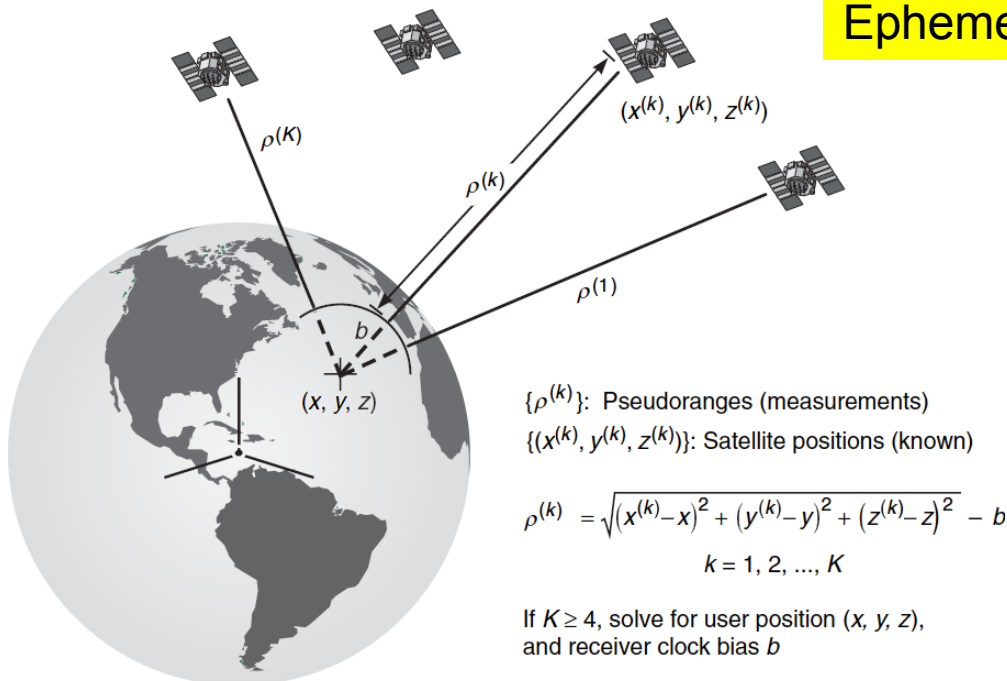 Epheme
(x^(k), y^(k), z^(k))
ρ^(K)
ρ^(k)
ρ^(1)
b
(x, y, z)
{ρ^(k)}: Pseudoranges (measurements)
{(x^(k), y^(k), z^(k))}: Satellite positions (known)
ρ^(k) = √((x^(k)–x)^2 + (y^(k)–y)^2 + (z^(k)–z)^2) – b
k = 1, 2, ..., K
If K ≥ 4, solve for user position (x, y, z),
and receiver clock bias b